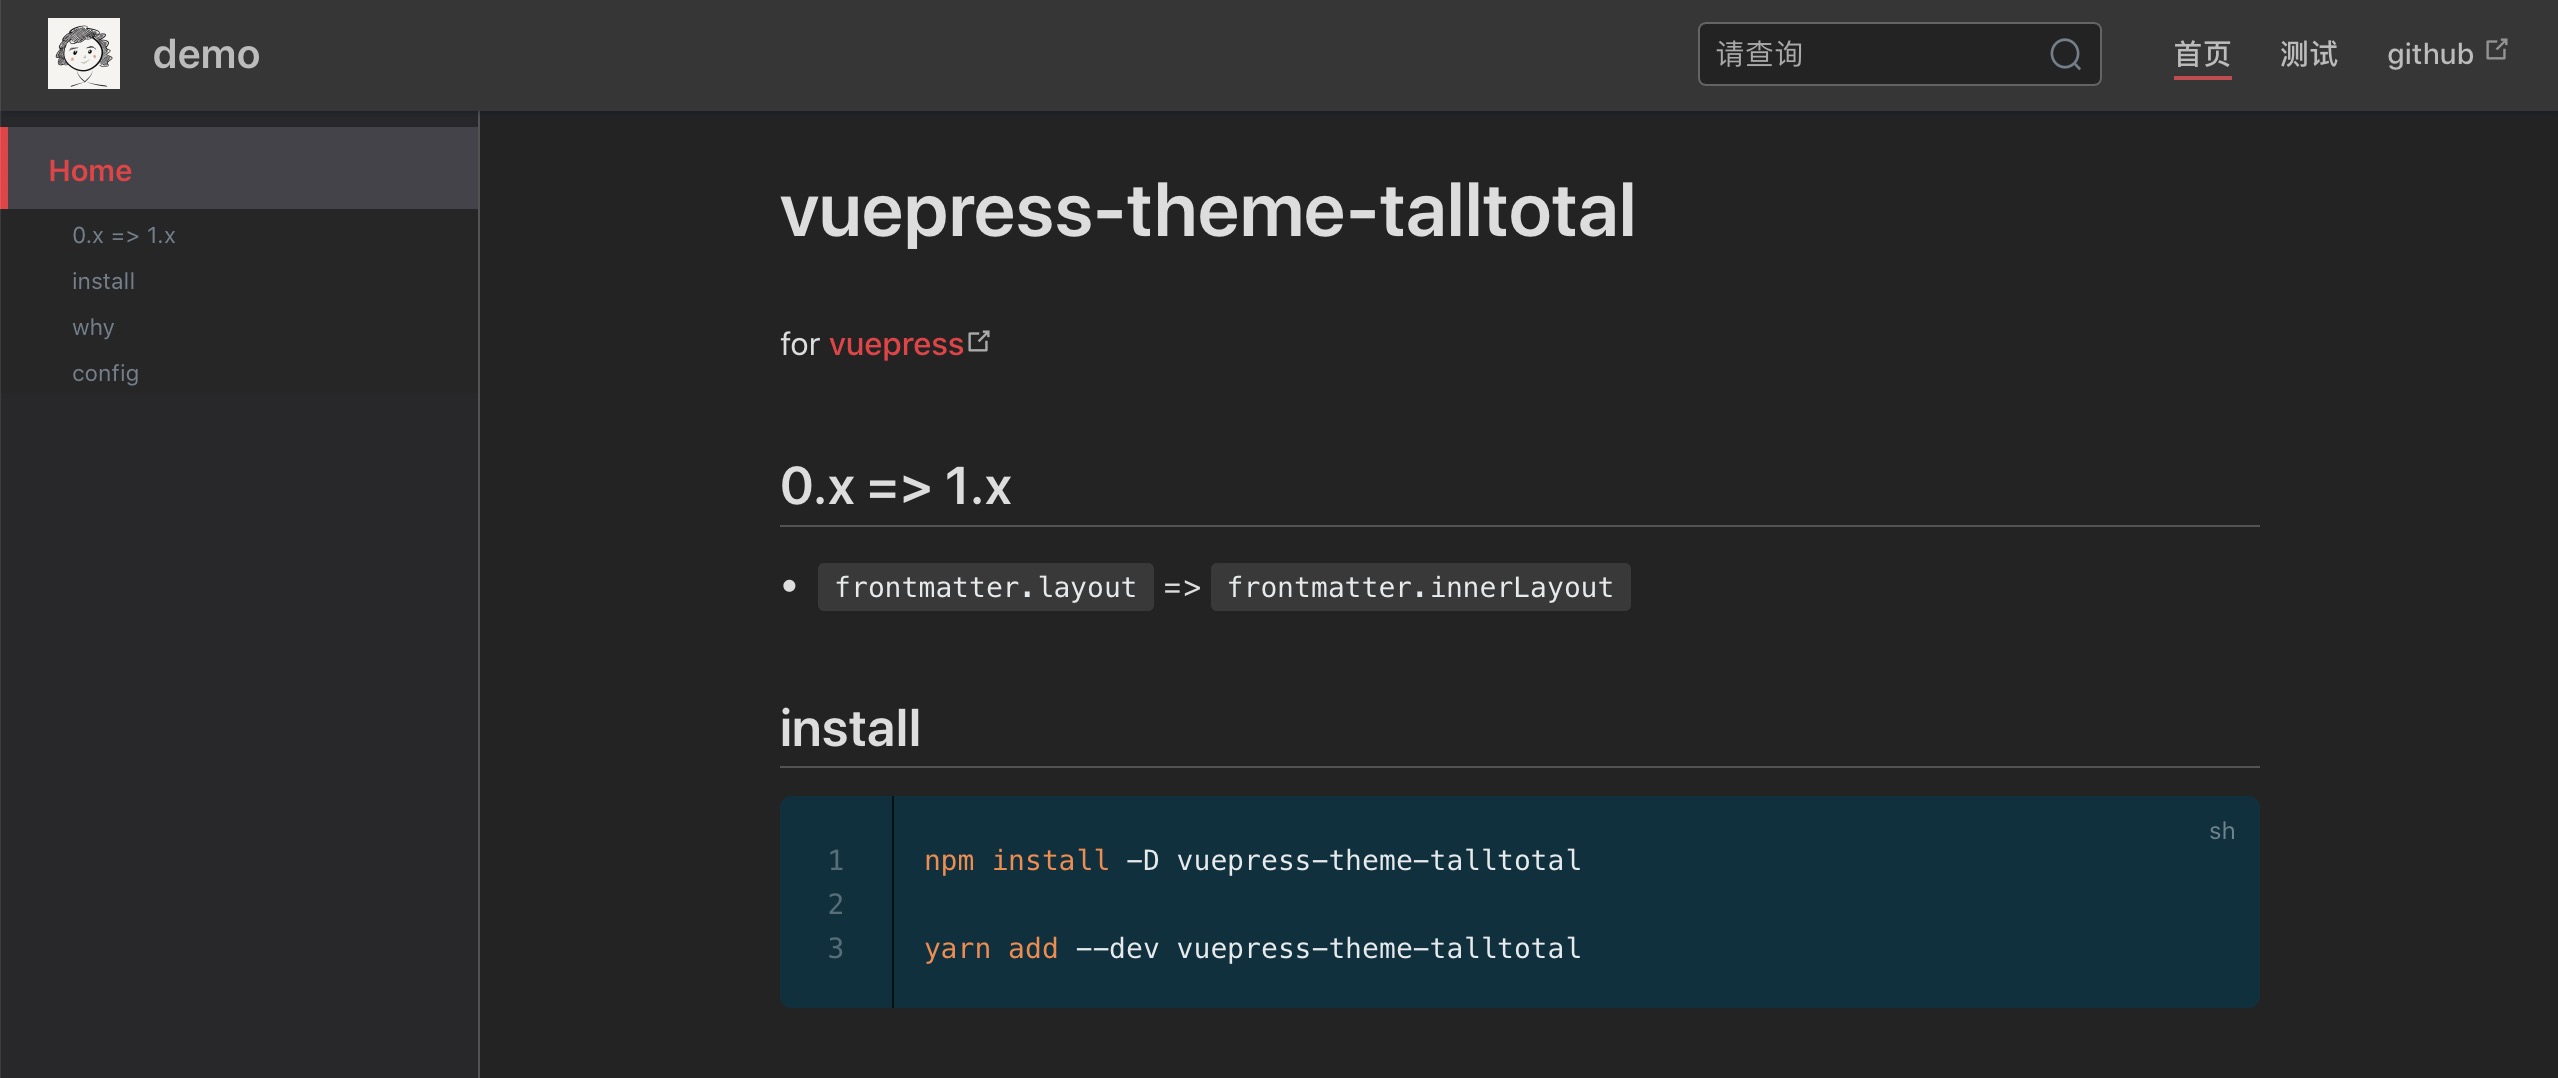 demo
请查询
首页 测试 github
Home
0.x => 1.x
install
why
config
vuepress-theme-talltotal
for vuepress
0.x => 1.x
frontmatter.layout => frontmatter.innerLayout
install
sh
1 npm install -D vuepress-theme-talltotal
2
3 yarn add --dev vuepress-theme-talltotal